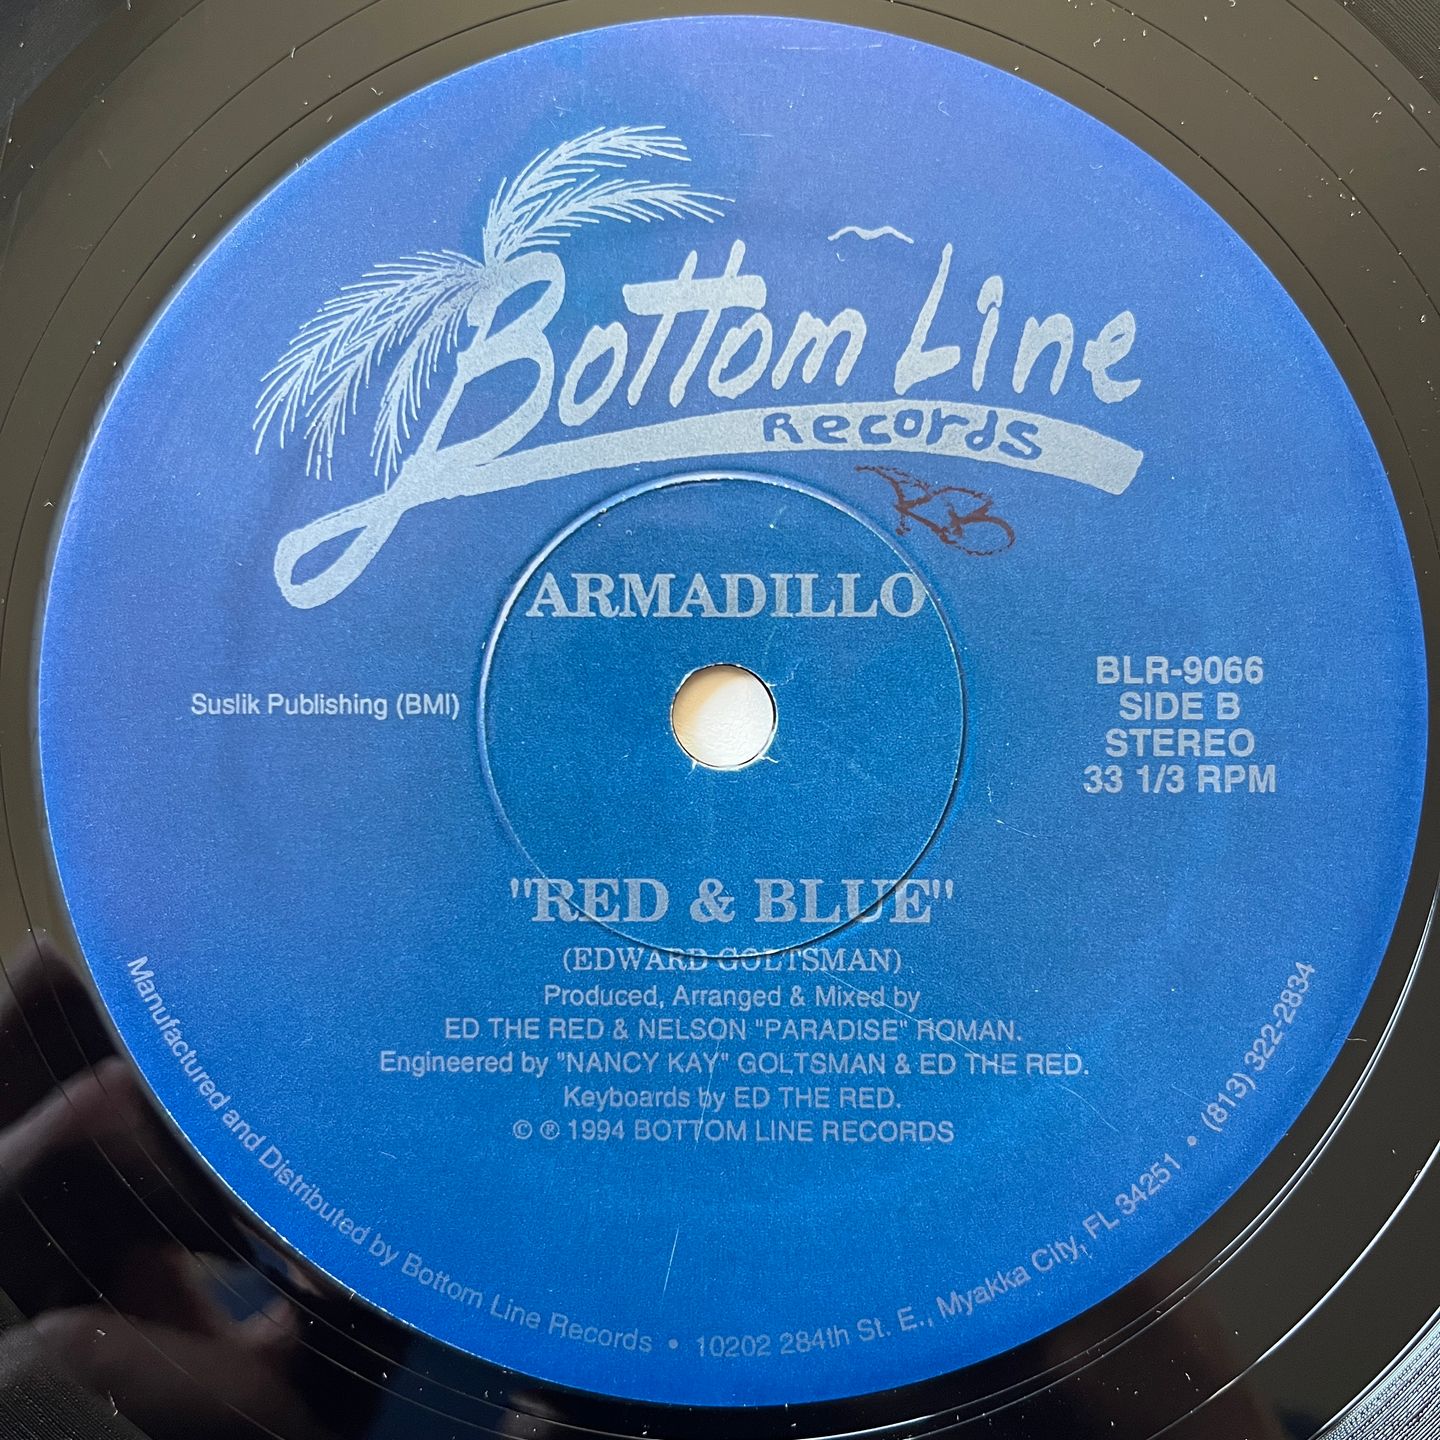 Bottom Line
Records
RB
ARMADILLO
Suslik Publishing (BMI)
BLR-9066
SIDE B
STEREO
33 1/3 RPM
"RED & BLUE"
(EDWARD GOLTSMAN)
Produced, Arranged & Mixed by
ED THE RED & NELSON "PARADISE" ROMAN.
Engineered by "NANCY KAY" GOLTSMAN & ED THE RED.
Keyboards by ED THE RED.
© ℗ 1994 BOTTOM LINE RECORDS
Manufactured and Distributed by Bottom Line Records • 10202 284th St. E., Myakka City, FL 34251 • (813) 322-2834